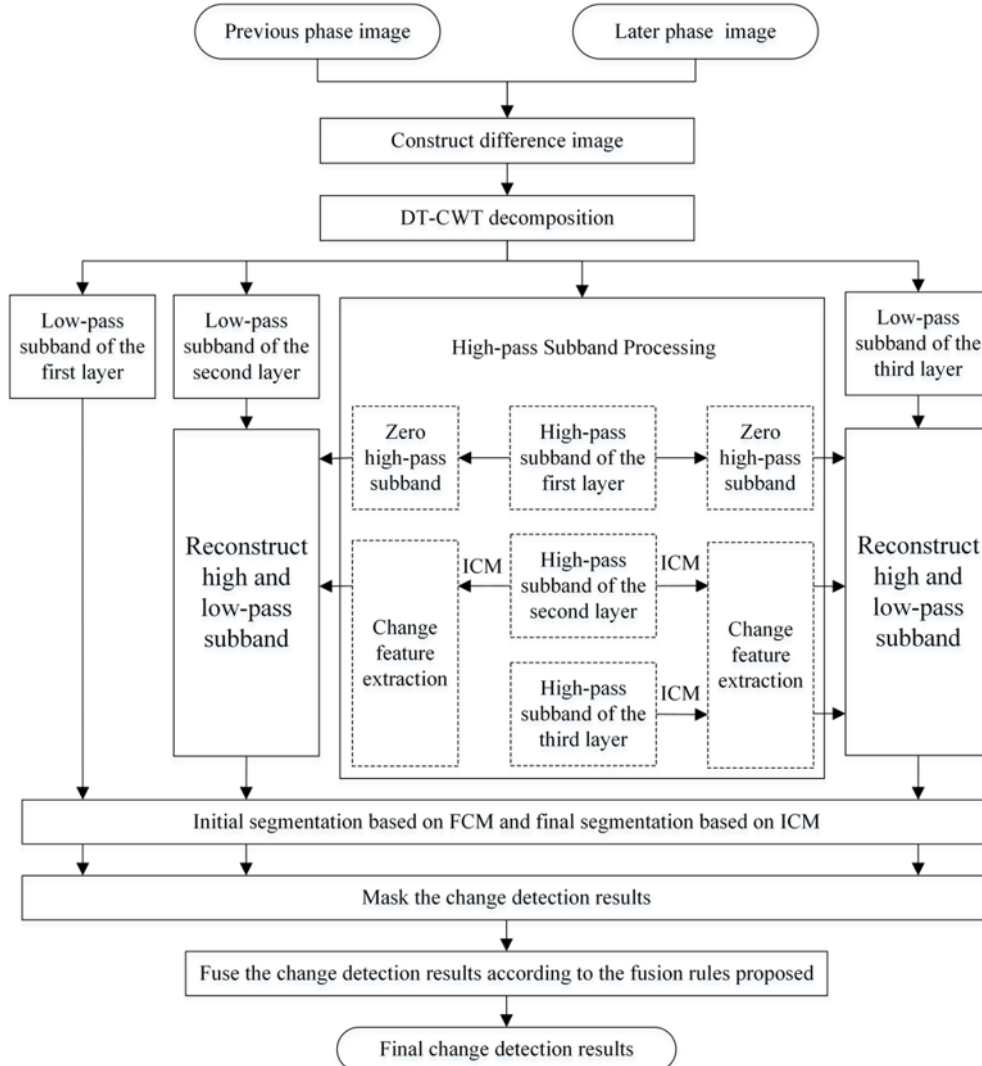 Previous phase image
Later phase image
Construct difference image
DT-CWT decomposition
Low-pass
subband of the
first layer
Low-pass
subband of the
second layer
High-pass Subband Processing
Low-pass
subband of the
third layer
Zero
high-pass
subband
High-pass
subband of the
first layer
Zero
high-pass
subband
Reconstruct
high and
low-pass
subband
ICM
High-pass
subband of the
second layer
ICM
Reconstruct
high and
low-pass
subband
Change
feature
extraction
Change
feature
extraction
High-pass
subband of the
third layer
ICM
Initial segmentation based on FCM and final segmentation based on ICM
Mask the change detection results
Fuse the change detection results according to the fusion rules proposed
Final change detection results